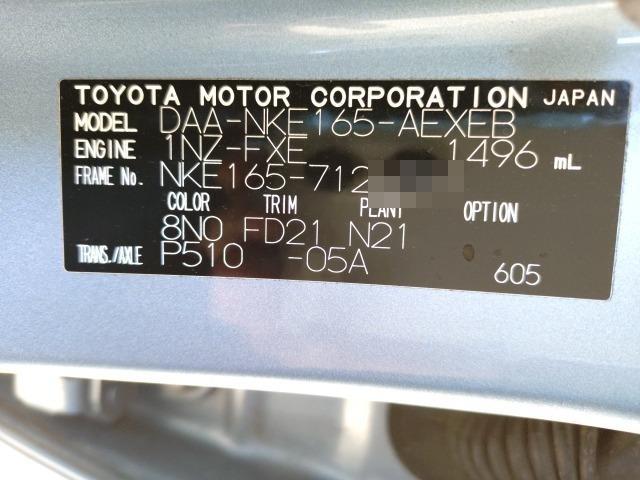 TOYOTA MOTOR CORPORATION JAPAN
MODEL DAA-NKE165-AEXEB
ENGINE 1NZ-FXE 1496 mL
FRAME No. NKE165-712
COLOR TRIM PLANT OPTION
8N0 FD21 N21
TRANS./AXLE P510 -05A 605